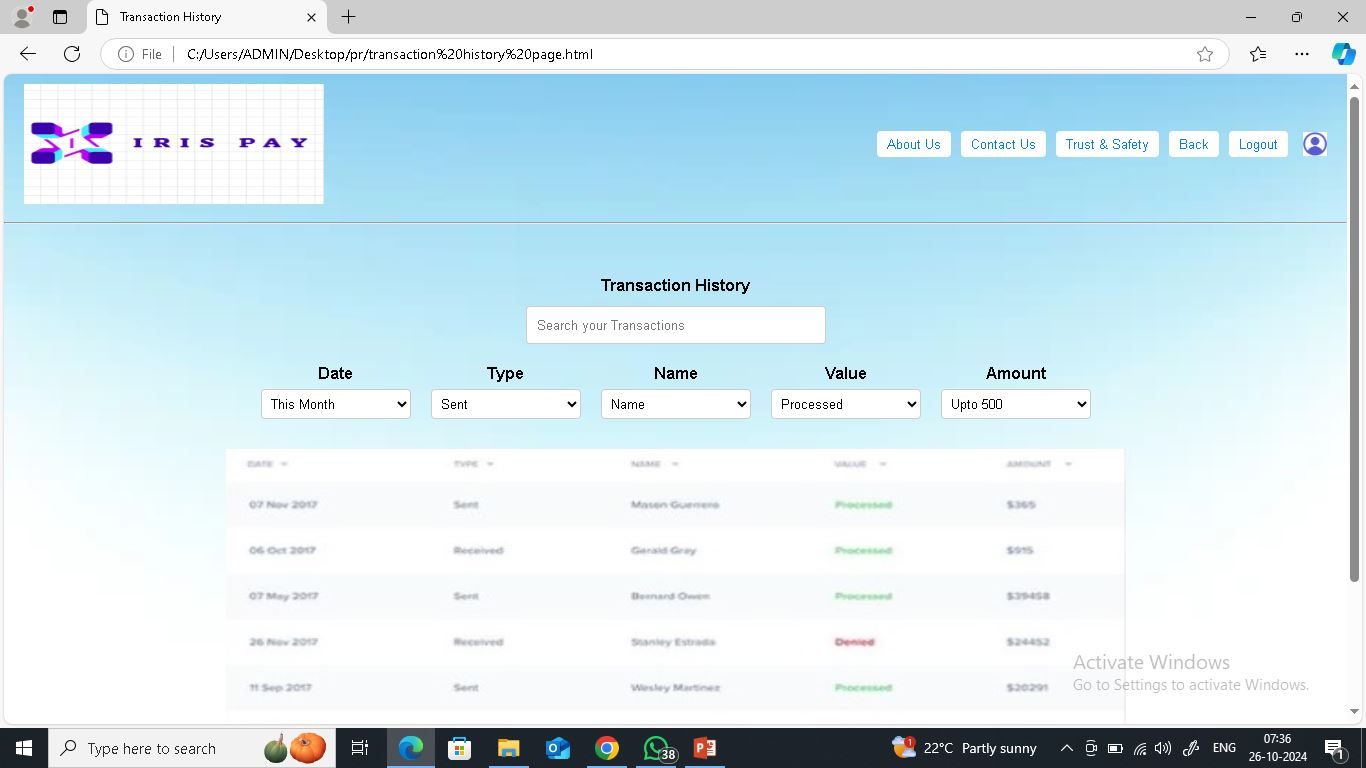 Transaction History
File C:/Users/ADMIN/Desktop/pr/transaction%20history%20page.html
IRIS PAY
About Us Contact Us Trust & Safety Back Logout
Transaction History
Search your Transactions
Date Type Name Value Amount
This Month Sent Name Processed Upto 500
DATE TYPE NAME VALUE AMOUNT
07 Nov 2017 Sent Mason Guerrero Processed $365
06 Oct 2017 Received Gerald Gray Processed $915
07 May 2017 Sent Bernard Owen Processed $39458
26 Nov 2017 Received Stanley Estrada Denied $24452
11 Sep 2017 Sent Wesley Martinez Processed $20291
Activate Windows
Go to Settings to activate Windows.
Type here to search
38
1
22°C Partly sunny
ENG
07:36
26-10-2024
1